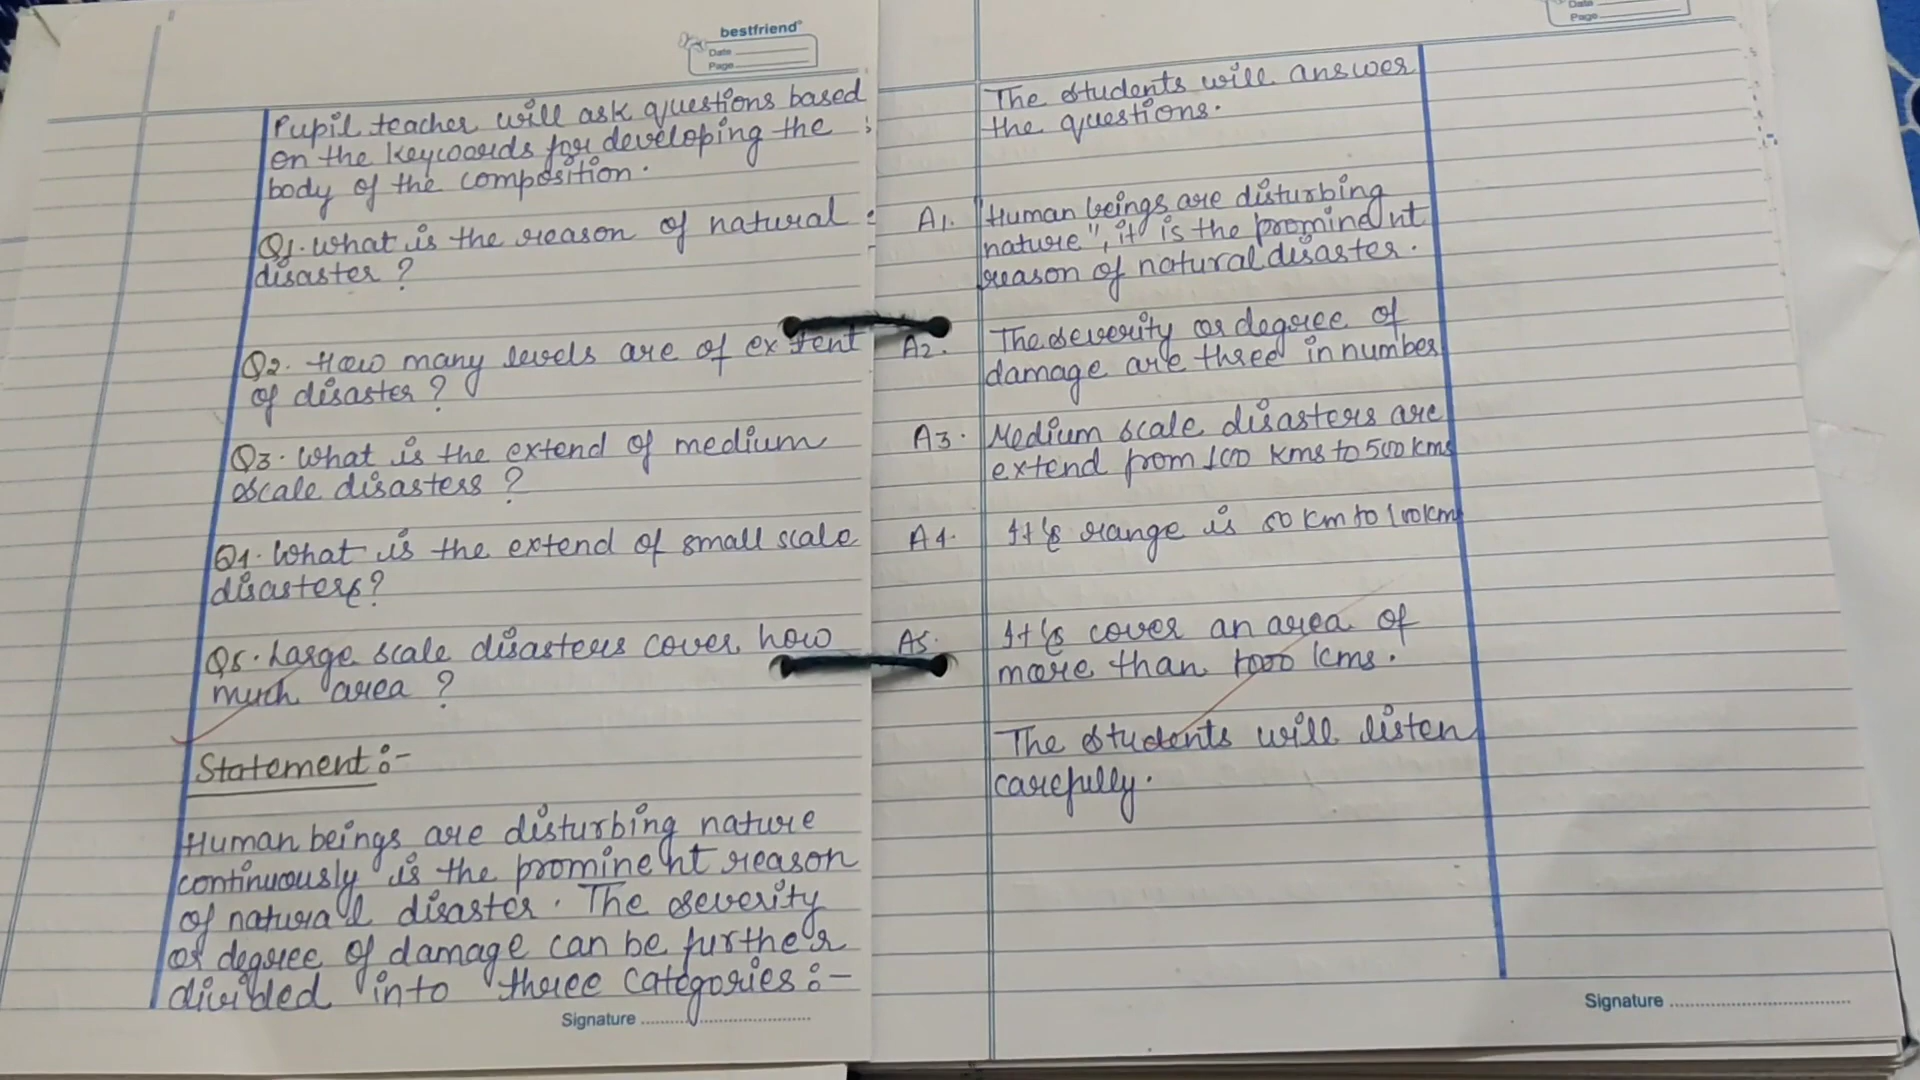 bestfriend
Date
Page
Pupil teacher will ask questions based
on the keywords for developing the
body of the composition.
Q1. What is the reason of natural
disaster?
Q2. How many levels are of extent
of disaster?
Q3. What is the extend of medium
scale disasters?
Q4. What is the extend of small scale
disasters?
Q5. Large scale disasters cover how
much area?
Statement:-
Human beings are disturbing nature
continuously is the prominent reason
of natural disaster. The severity
or degree of damage can be further
divided into three categories:-
Signature
Date
Page
The students will answer
the questions.
A1. "Human beings are disturbing
nature", it is the prominent
reason of natural disaster.
A2. The severity or degree of
damage are three in number
A3. Medium scale disasters are
extend from 100 kms to 500 kms
A4. It's range is 50 km to 100 km
A5. It's cover an area of
more than 1000 kms.
The students will listen
carefully.
Signature